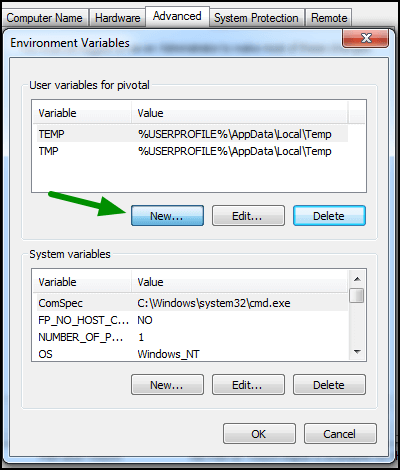 Computer Name Hardware Advanced System Protection Remote
Environment Variables
User variables for pivotal
Variable Value
TEMP %USERPROFILE%\AppData\Local\Temp
TMP %USERPROFILE%\AppData\Local\Temp
New... Edit... Delete
System variables
Variable Value
ComSpec C:\Windows\system32\cmd.exe
FP_NO_HOST_C... NO
NUMBER_OF_P... 1
OS Windows_NT
New... Edit... Delete
OK Cancel